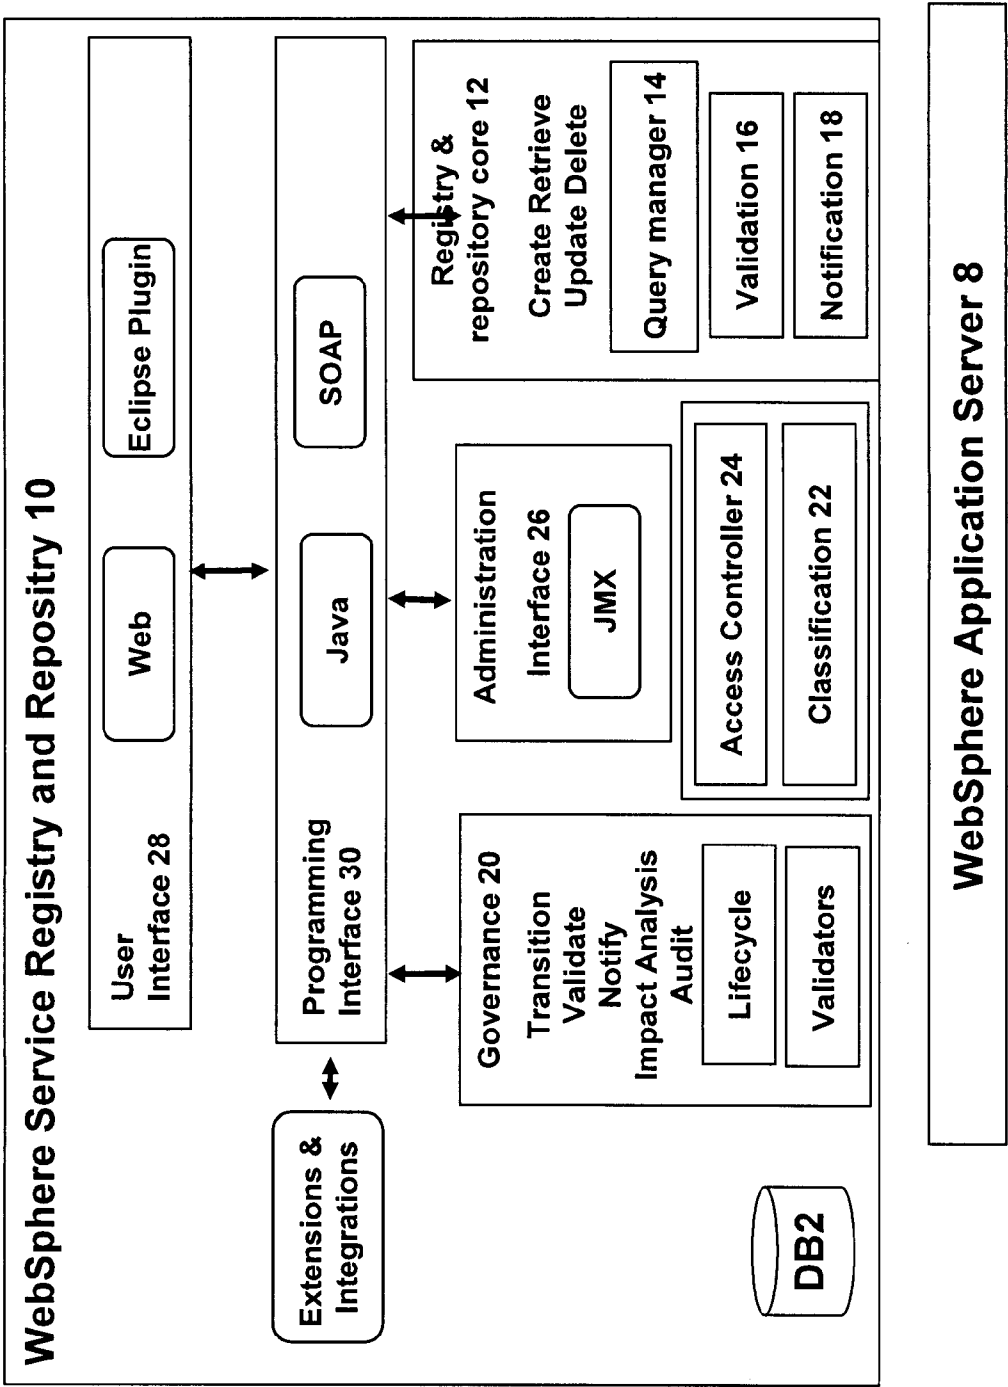 WebSphere Service Registry and Repositry 10
User
Interface 28
Web
Eclipse Plugin
Extensions &
Integrations
Programming
Interface 30
Java
SOAP
Governance 20
Transition
Validate
Notify
Impact Analysis
Audit
Lifecycle
Validators
Administration
Interface 26
JMX
Access Controller 24
Classification 22
Registry &
repository core 12
Create Retrieve
Update Delete
Query manager 14
Validation 16
Notification 18
DB2
WebSphere Application Server 8